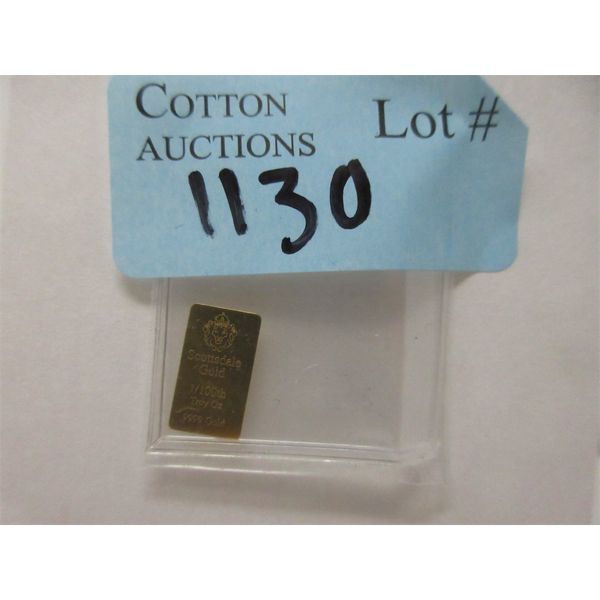 COTTON
AUCTIONS
Lot #
1130
Scottsdale
Gold
1/100th
Troy Oz
9999 Gold